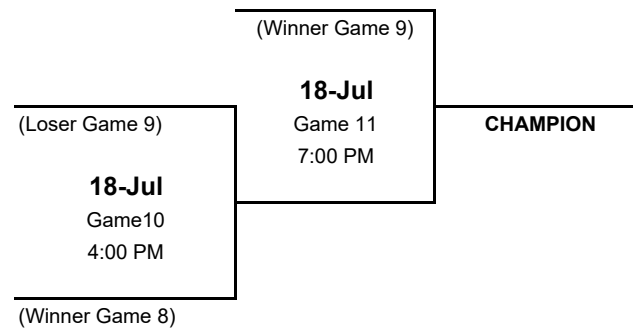 (Winner Game 9)
18-Jul
(Loser Game 9)
Game 11
CHAMPION
7:00 PM
18-Jul
Game10
4:00 PM
(Winner Game 8)